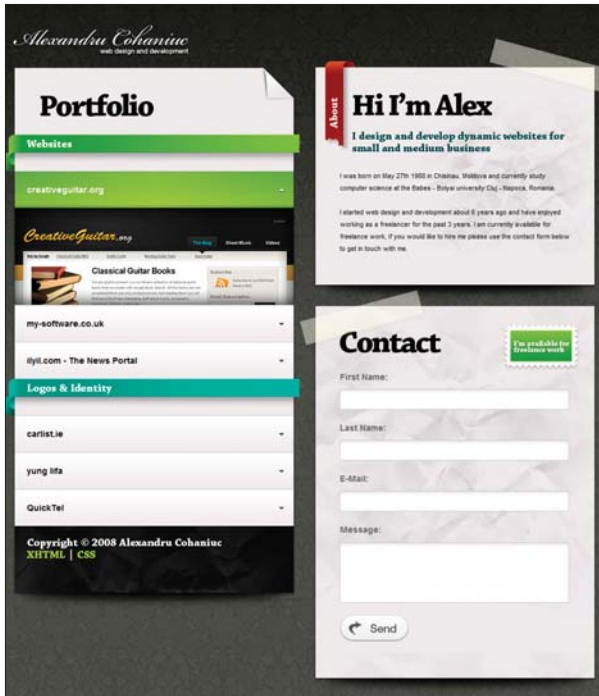 Alexandru Cohaniuc
web design and development
Portfolio
Websites
creativeguitar.org
CreativeGuitar.org
The Blog Sheet Music Videos
Classical Guitar Books
my-software.co.uk
ilyil.com - The News Portal
Logos & Identity
carlist.ie
yung lifa
QuickTel
Copyright © 2008 Alexandru Cohaniuc
XHTML | CSS
About
Hi I'm Alex
I design and develop dynamic websites for
small and medium business
I was born on May 27th 1988 in Chisinau, Moldova and currently study
computer science at the Babes - Bolyai university Cluj - Napoca, Romania.
I started web design and development about 6 years ago and have enjoyed
working as a freelancer for the past 3 years. I am currently available for
freelance work, if you would like to hire me please use the contact form below
to get in touch with me.
Contact
I'm available for
freelance work
First Name:
Last Name:
E-Mail:
Message:
Send